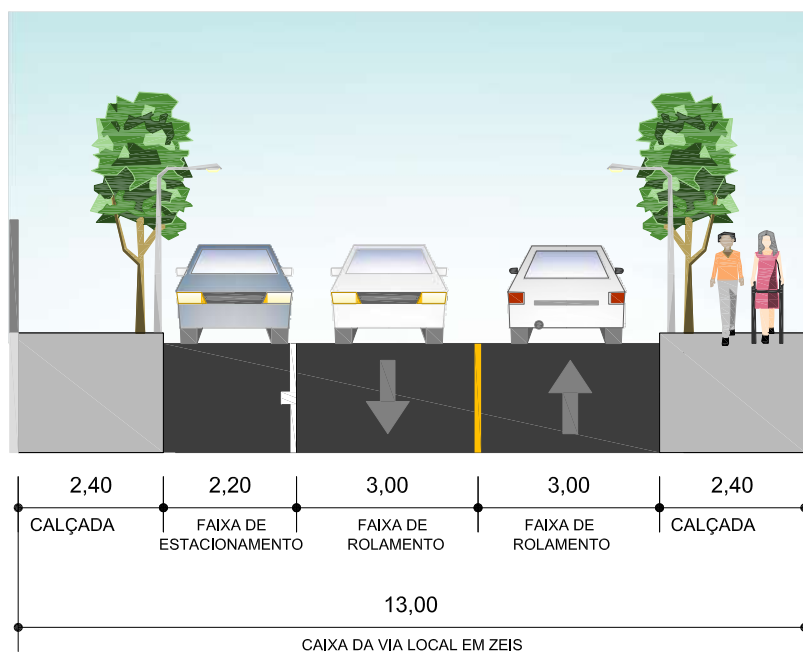 2,40 2,20 3,00 3,00 2,40
CALÇADA FAIXA DE ESTACIONAMENTO FAIXA DE ROLAMENTO FAIXA DE ROLAMENTO CALÇADA
13,00
CAIXA DA VIA LOCAL EM ZEIS